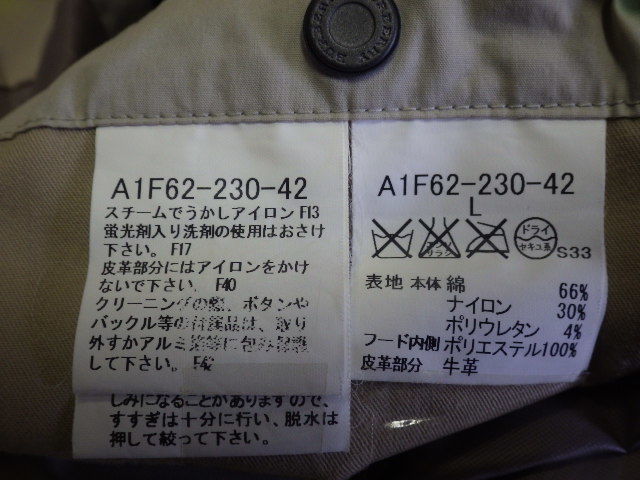 BURBERRY
A1F62-230-42
スチームでうかしアイロン F13
蛍光剤入り洗剤の使用はおさけ
下さい。 F17
皮革部分にはアイロンをかけ
ないで下さい。 F40
クリーニングの際、ボタンや
バックル等の付属品は、取り
外すかアルミ箔等に包み保護
して下さい。 F42
しみになることがありますので、
すすぎは十分に行い、脱水は
押して絞って下さい。
A1F62-230-42
L
ドライ
セキユ系
S33
表地 本体 綿 66%
ナイロン 30%
ポリウレタン 4%
フード内側 ポリエステル100%
皮革部分 牛革